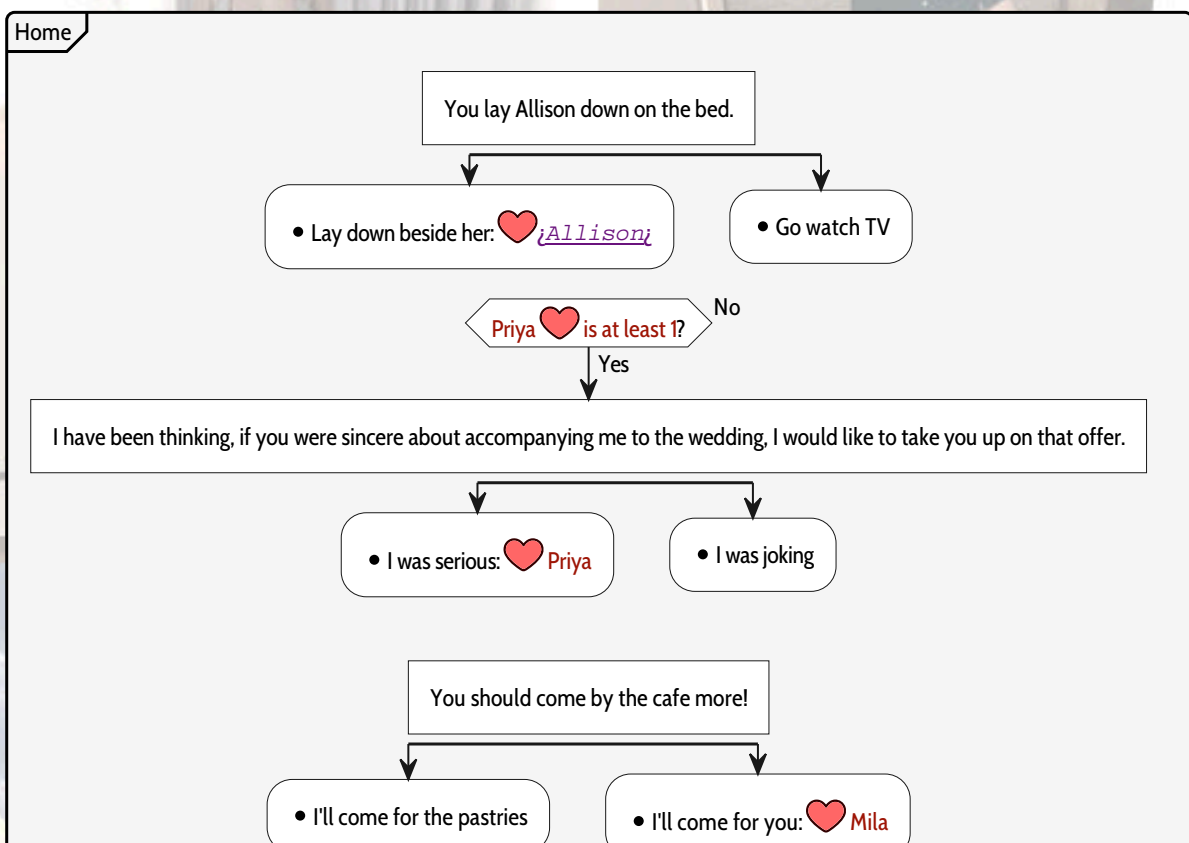 Home
You lay Allison down on the bed.
• Lay down beside her: ¿Allison¿
• Go watch TV
Priya is at least 1?
No
Yes
I have been thinking, if you were sincere about accompanying me to the wedding, I would like to take you up on that offer.
• I was serious: Priya
• I was joking
You should come by the cafe more!
• I'll come for the pastries
• I'll come for you: Mila